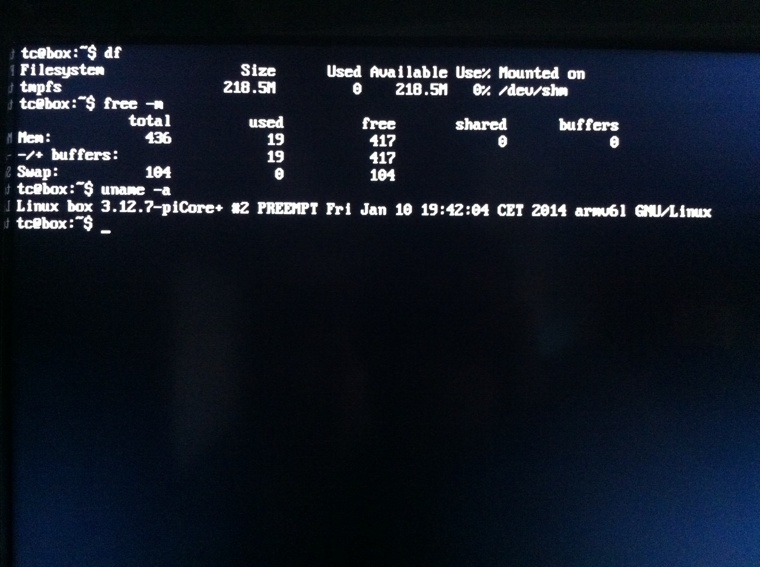 tc@box:~$ df
Filesystem Size Used Available Use% Mounted on
tmpfs 218.5M 0 218.5M 0% /dev/shm
tc@box:~$ free -m
total used free shared buffers
Mem: 436 19 417 0 0
-/+ buffers: 19 417
Swap: 104 0 104
tc@box:~$ uname -a
Linux box 3.12.7-piCore+ #2 PREEMPT Fri Jan 10 19:42:04 CET 2014 armv6l GNU/Linux
tc@box:~$ _